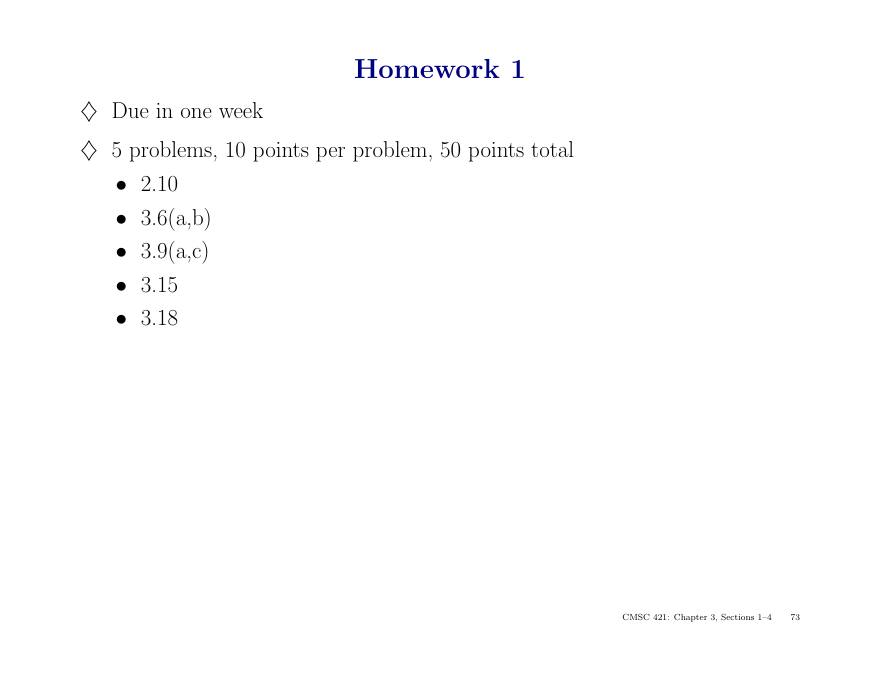 Homework 1
♢ Due in one week
♢ 5 problems, 10 points per problem, 50 points total
• 2.10
• 3.6(a,b)
• 3.9(a,c)
• 3.15
• 3.18
CMSC 421: Chapter 3, Sections 1–4 73